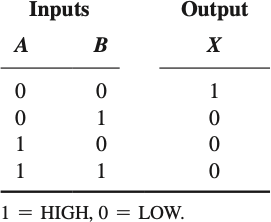 Inputs Output
A B X
0 0 1
0 1 0
1 0 0
1 1 0
1 = HIGH, 0 = LOW.